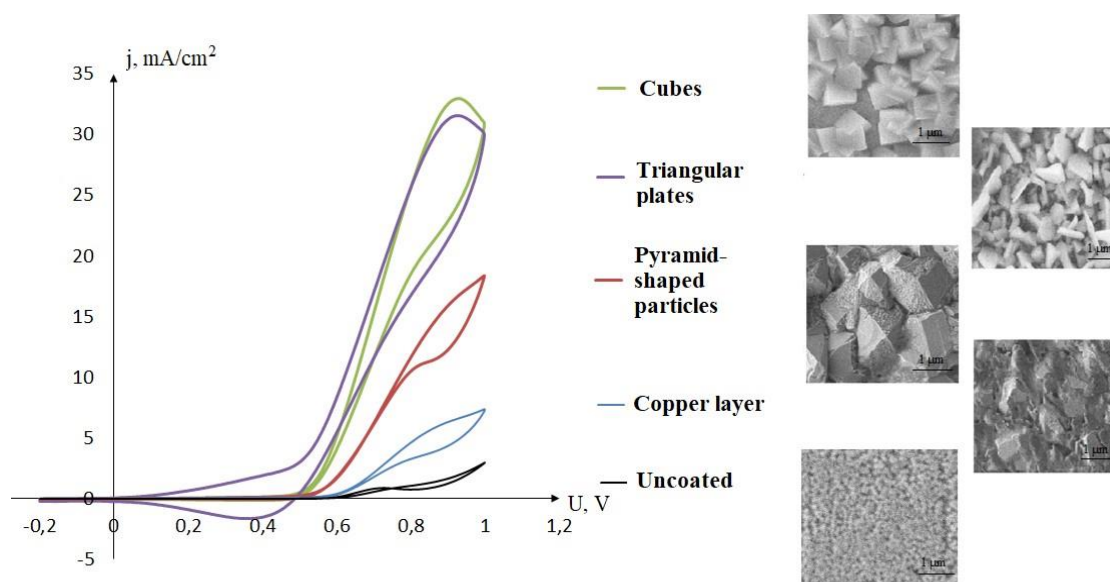 j, mA/cm²
35
30
25
20
15
10
5
0
-5
-0,2
0
0,2
0,4
0,6
0,8
1
1,2
U, V
Cubes
Triangular
plates
Pyramid-
shaped
particles
Copper layer
Uncoated
1 μm
1 μm
1 μm
1 μm
1 μm